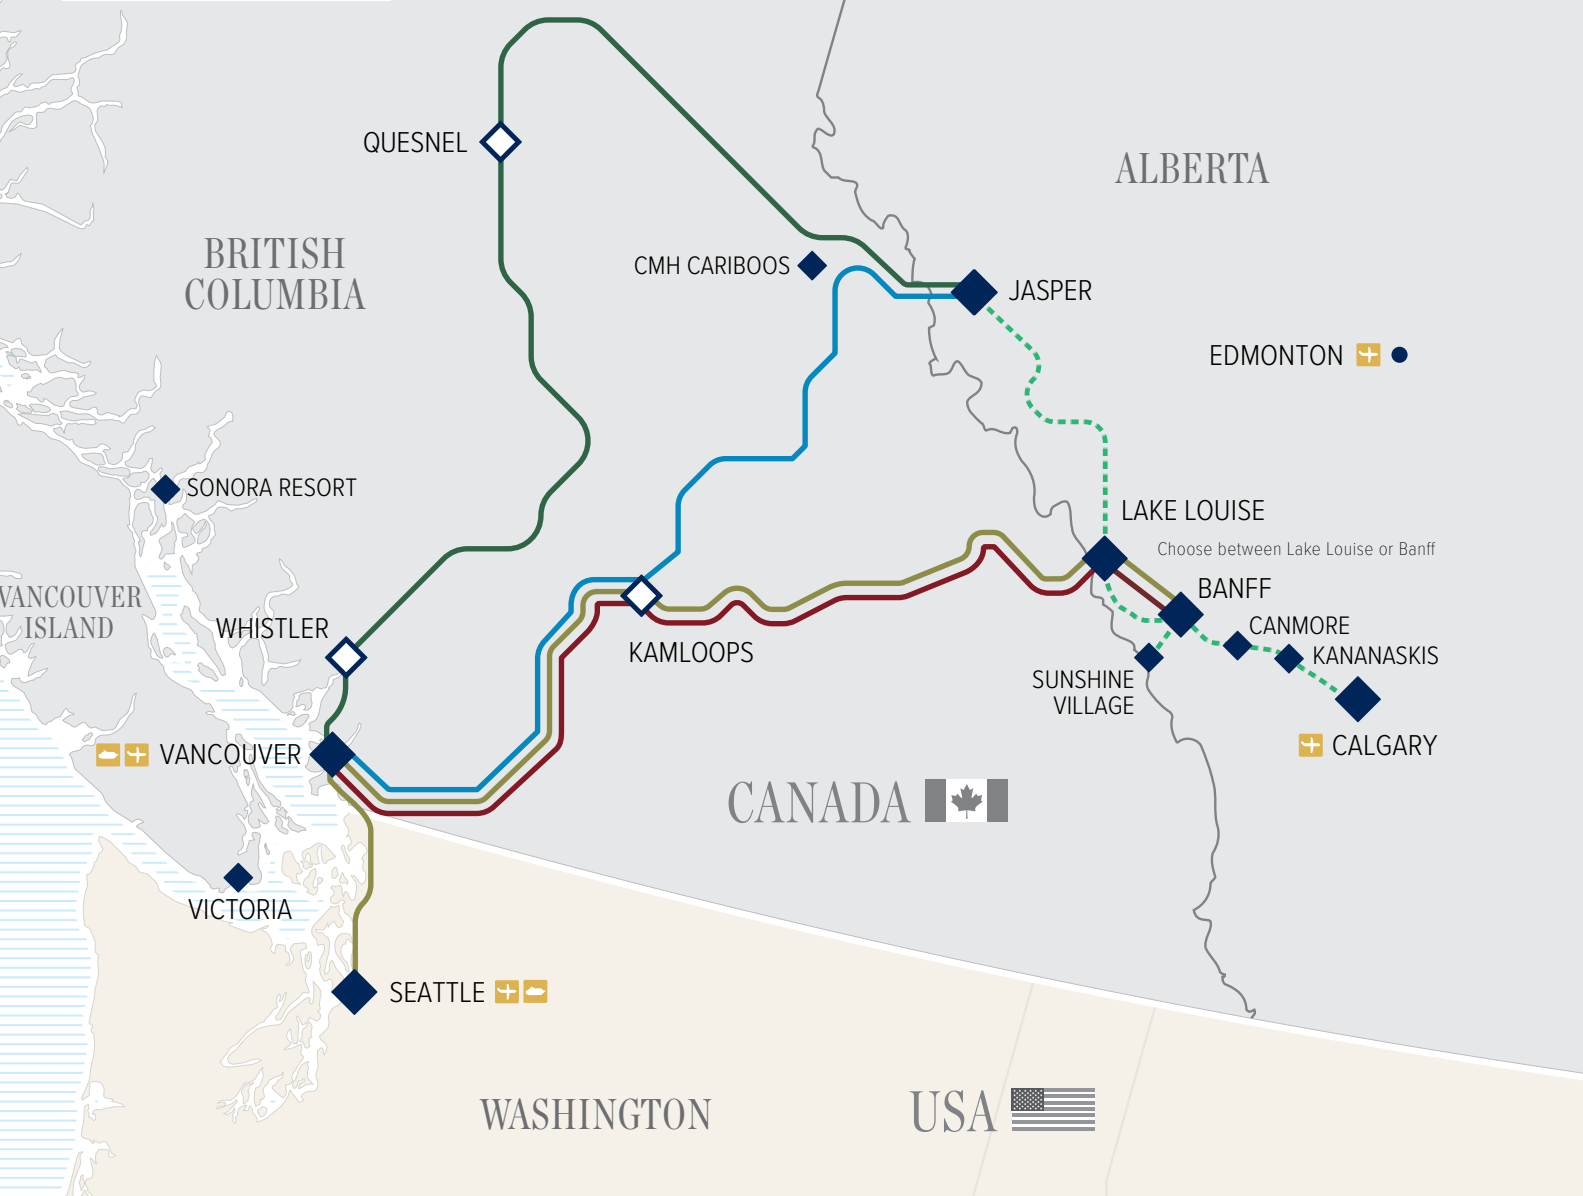 QUESNEL
ALBERTA
BRITISH
COLUMBIA
CMH CARIBOOS
JASPER
EDMONTON
SONORA RESORT
LAKE LOUISE
Choose between Lake Louise or Banff
BANFF
VANCOUVER
ISLAND
WHISTLER
CANMORE
KAMLOOPS
KANANASKIS
SUNSHINE
VILLAGE
VANCOUVER
CALGARY
CANADA
VICTORIA
SEATTLE
WASHINGTON
USA